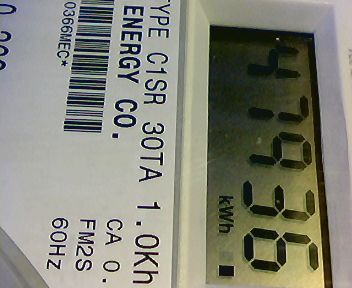 47936
kWh
TYPE C1SR 30TA 1.0Kh
ENERGY CO.
CA 0.
FM2S
60HZ
0366MEC*